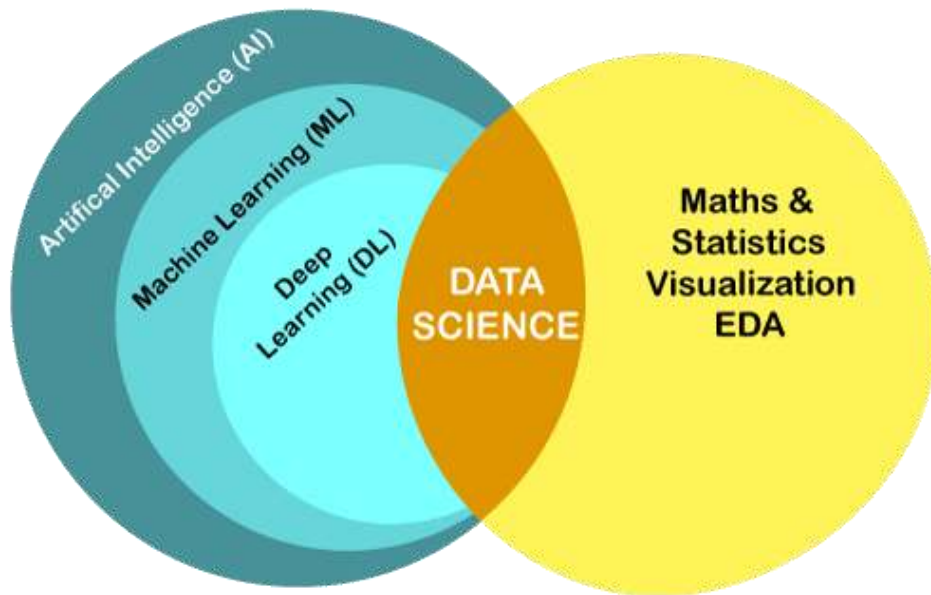 Artifical Intelligence (AI)
Machine Learning (ML)
Deep
Learning (DL)
DATA
SCIENCE
Maths &
Statistics
Visualization
EDA